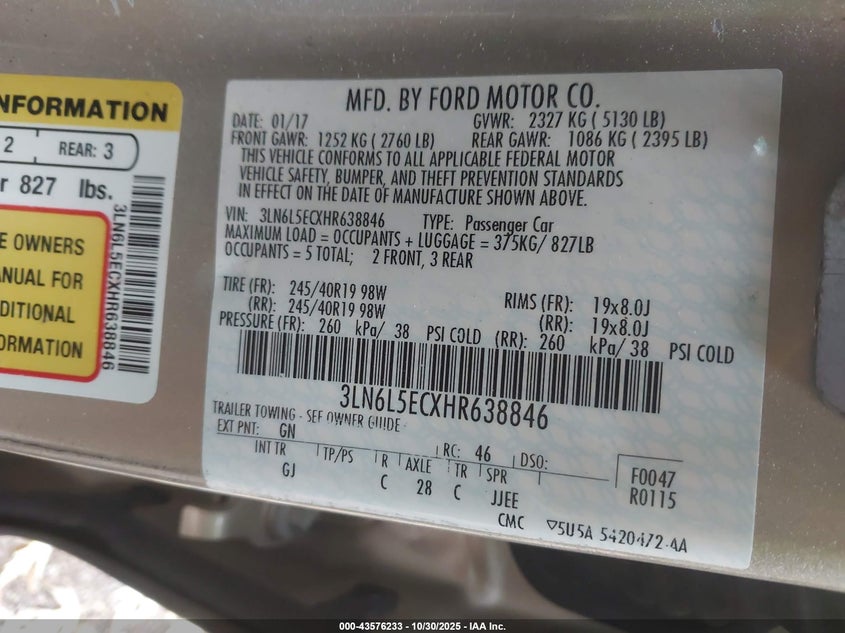 NFORMATION
2
REAR: 3
r 827 lbs.
E OWNERS
ANUAL FOR
DITIONAL
ORMATION
3LN6L5ECXHR638846
MFD. BY FORD MOTOR CO.
DATE: 01/17 GVWR: 2327 KG ( 5130 LB)
FRONT GAWR: 1252 KG ( 2760 LB) REAR GAWR: 1086 KG ( 2395 LB)
THIS VEHICLE CONFORMS TO ALL APPLICABLE FEDERAL MOTOR
VEHICLE SAFETY, BUMPER, AND THEFT PREVENTION STANDARDS
IN EFFECT ON THE DATE OF MANUFACTURE SHOWN ABOVE.
VIN: 3LN6L5ECXHR638846 TYPE: Passenger Car
MAXIMUM LOAD = OCCUPANTS + LUGGAGE = 375KG/ 827LB
OCCUPANTS = 5 TOTAL; 2 FRONT, 3 REAR
TIRE (FR): 245/40R19 98W RIMS (FR): 19x8.0J
(RR): 245/40R19 98W (RR): 19x8.0J
PRESSURE (FR): 260 kPa/ 38 PSI COLD (RR): 260 kPa/ 38 PSI COLD
3LN6L5ECXHR638846
TRAILER TOWING - SEE OWNER GUIDE -
EXT PNT: GN RC: 46 DSO:
INT TR TP/PS R AXLE TR SPR
GJ C 28 C JJEE
F0047
R0115
CMC ▽5U5A 5420472-AA
000-43576233 - 10/30/2025 - IAA Inc.